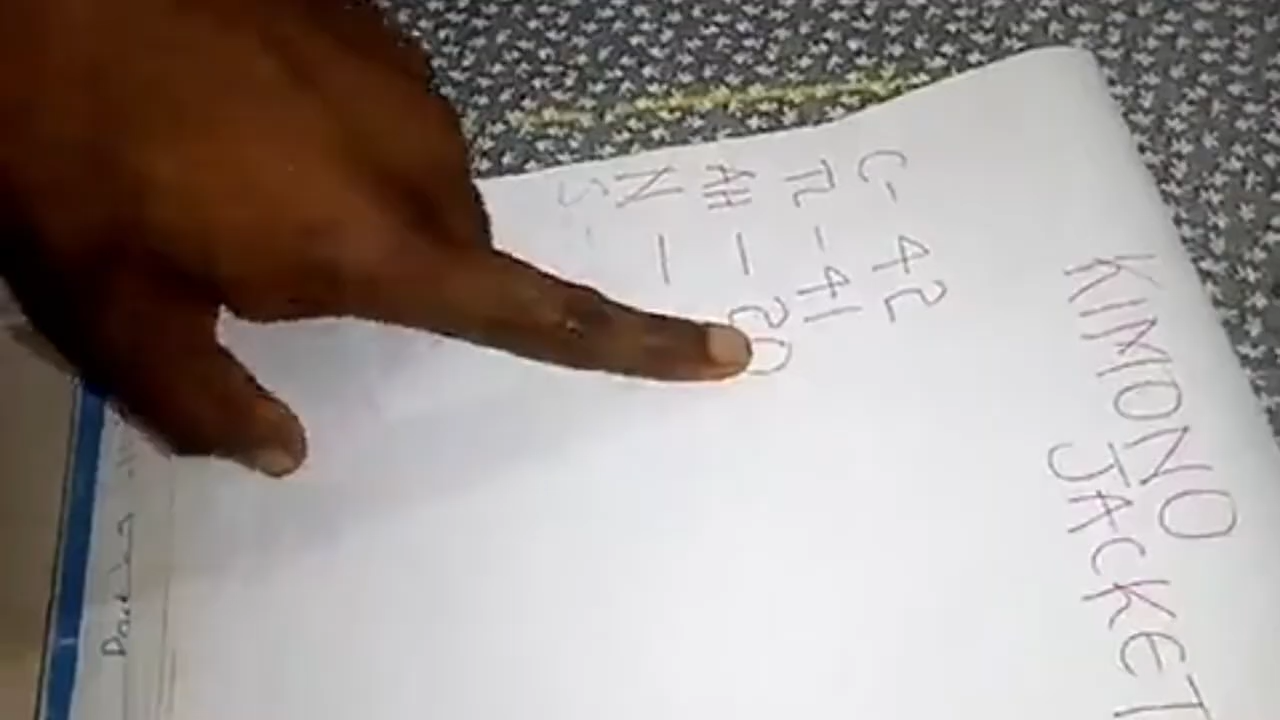 KIMONO
JACKET
C- 42
TL - 41
AH - 20
N -
S -